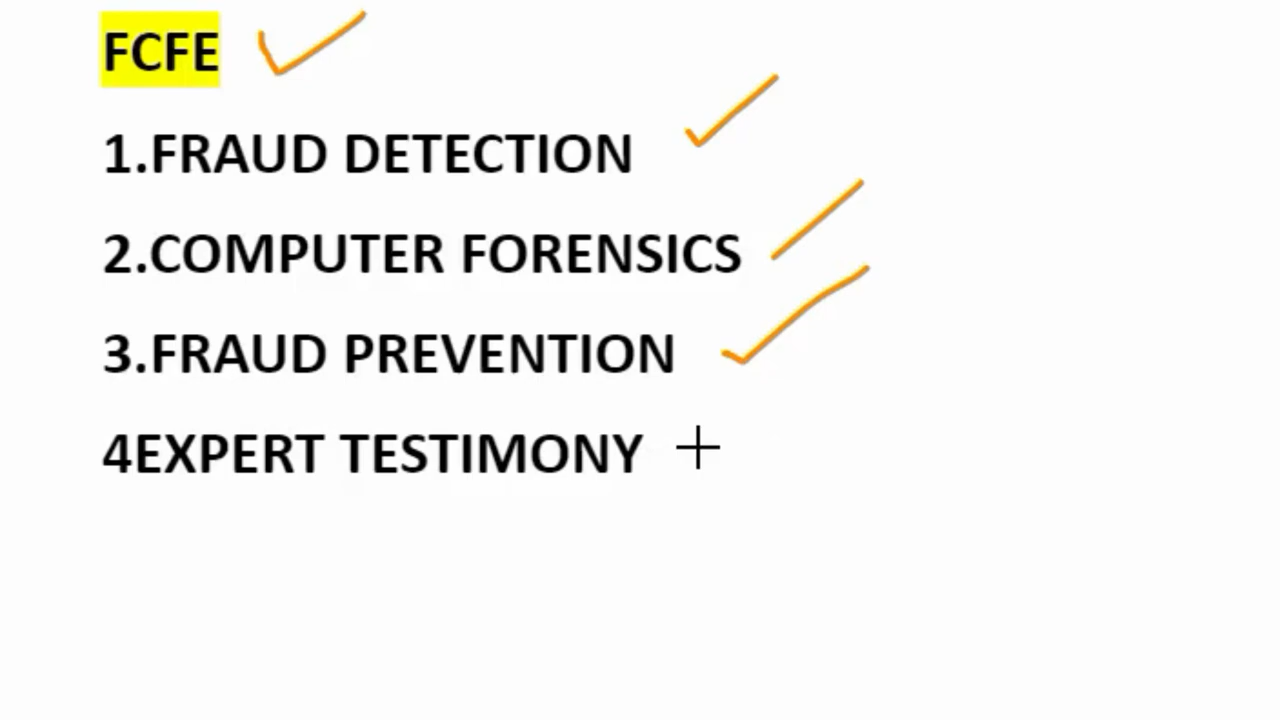 FCFE
1.FRAUD DETECTION
2.COMPUTER FORENSICS
3.FRAUD PREVENTION
4EXPERT TESTIMONY